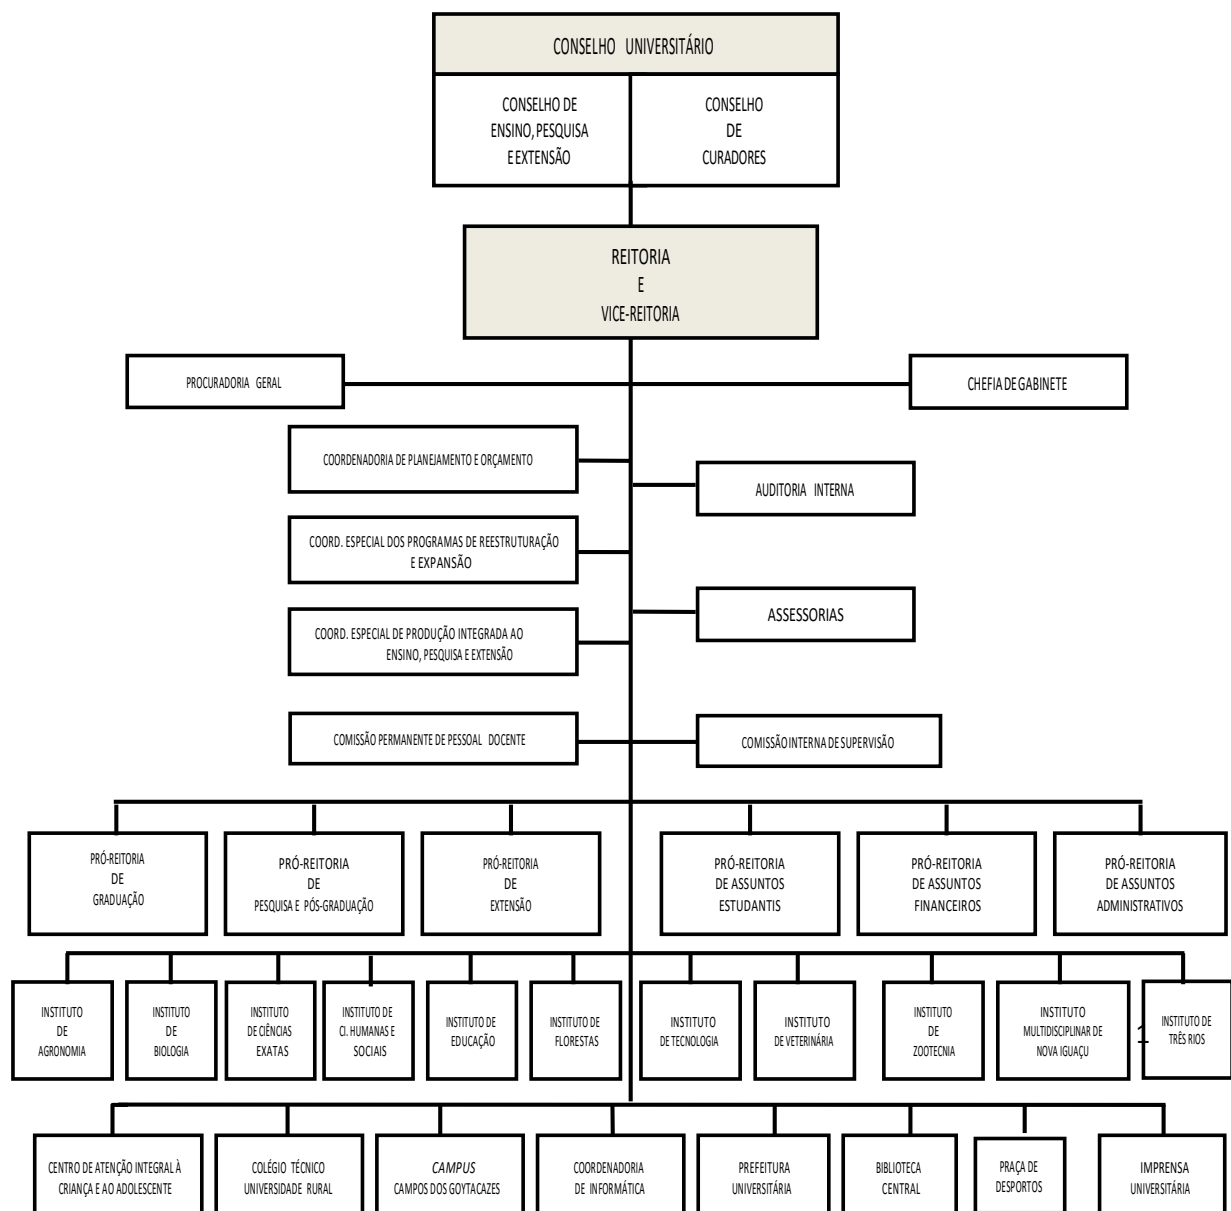 CONSELHO UNIVERSITÁRIO
CONSELHO DE
ENSINO, PESQUISA
E EXTENSÃO
CONSELHO
DE
CURADORES
REITORIA
E
VICE-REITORIA
PROCURADORIA GERAL
CHEFIA DE GABINETE
COORDENADORIA DE PLANEJAMENTO E ORÇAMENTO
AUDITORIA INTERNA
COORD. ESPECIAL DOS PROGRAMAS DE REESTRUTURAÇÃO
E EXPANSÃO
ASSESSORIAS
COORD. ESPECIAL DE PRODUÇÃO INTEGRADA AO
ENSINO, PESQUISA E EXTENSÃO
COMISSÃO PERMANENTE DE PESSOAL DOCENTE
COMISSÃO INTERNA DE SUPERVISÃO
PRÓ-REITORIA
DE
GRADUAÇÃO
PRÓ-REITORIA
DE
PESQUISA E PÓS-GRADUAÇÃO
PRÓ-REITORIA
DE
EXTENSÃO
PRÓ-REITORIA
DE ASSUNTOS
ESTUDANTIS
PRÓ-REITORIA
DE ASSUNTOS
FINANCEIROS
PRÓ-REITORIA
DE ASSUNTOS
ADMINISTRATIVOS
INSTITUTO
DE
AGRONOMIA
INSTITUTO
DE
BIOLOGIA
INSTITUTO
DE CIÊNCIAS
EXATAS
INSTITUTO DE
CI. HUMANAS E
SOCIAIS
INSTITUTO DE
EDUCAÇÃO
INSTITUTO DE
FLORESTAS
INSTITUTO
DE TECNOLOGIA
INSTITUTO
DE VETERINÁRIA
INSTITUTO
DE
ZOOTECNIA
INSTITUTO
MULTIDISCIPLINAR DE
NOVA IGUAÇU
1
INSTITUTO DE
TRÊS RIOS
CENTRO DE ATENÇÃO INTEGRAL À
CRIANÇA E AO ADOLESCENTE
COLÉGIO TÉCNICO
UNIVERSIDADE RURAL
CAMPUS
CAMPOS DOS GOYTACAZES
COORDENADORIA
DE INFORMÁTICA
PREFEITURA
UNIVERSITÁRIA
BIBLIOTECA
CENTRAL
PRAÇA DE
DESPORTOS
IMPRENSA
UNIVERSITÁRIA